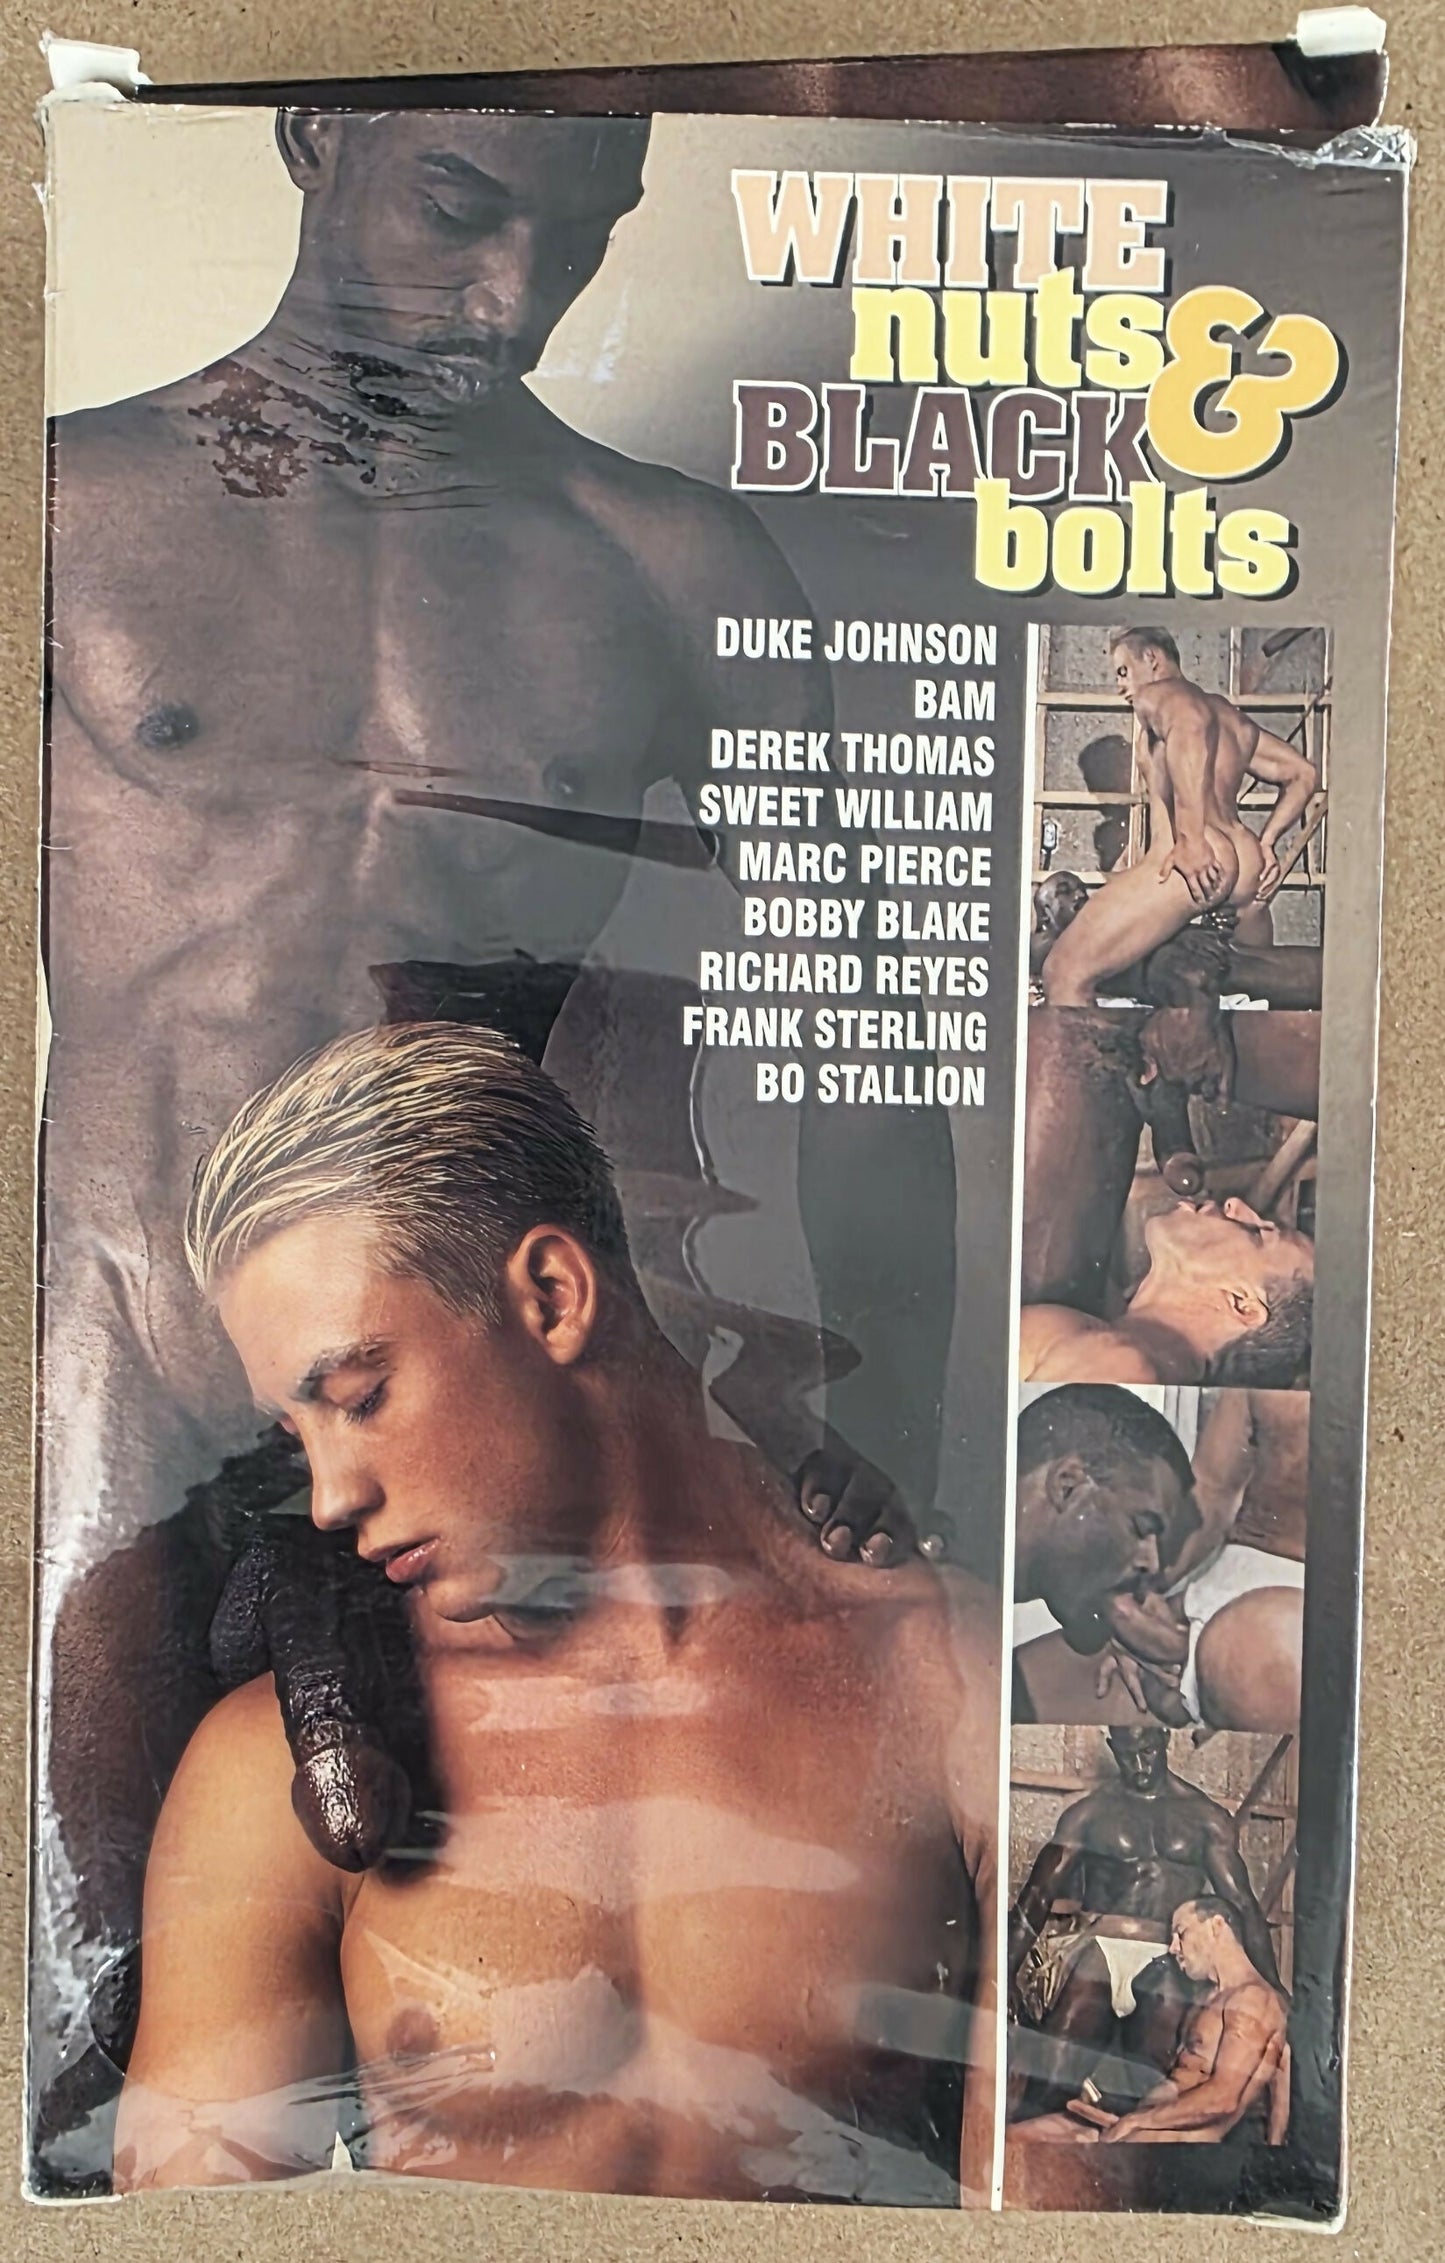 WHITE
nuts &
BLACK
bolts
DUKE JOHNSON
BAM
DEREK THOMAS
SWEET WILLIAM
MARC PIERCE
BOBBY BLAKE
RICHARD REYES
FRANK STERLING
BO STALLION